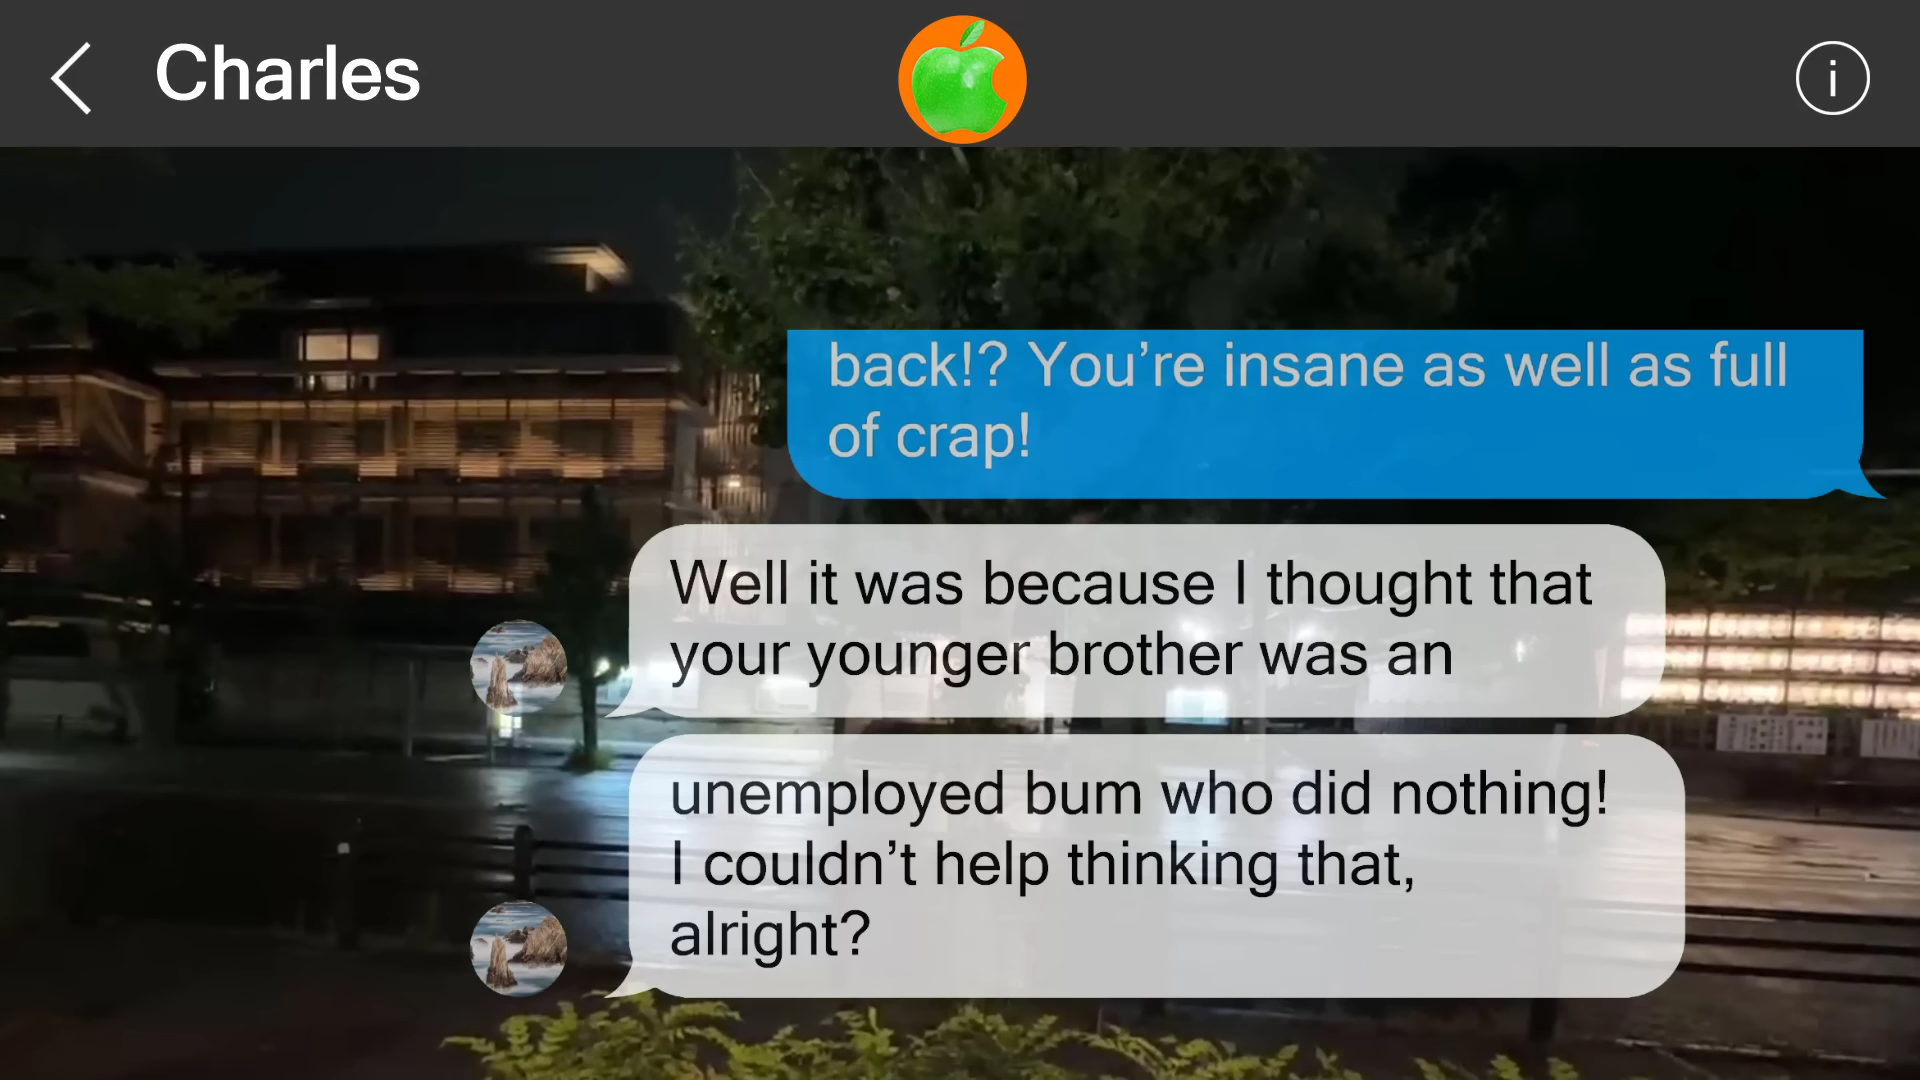 Charles
back!? You’re insane as well as full
of crap!
Well it was because I thought that
your younger brother was an
unemployed bum who did nothing!
I couldn’t help thinking that,
alright?